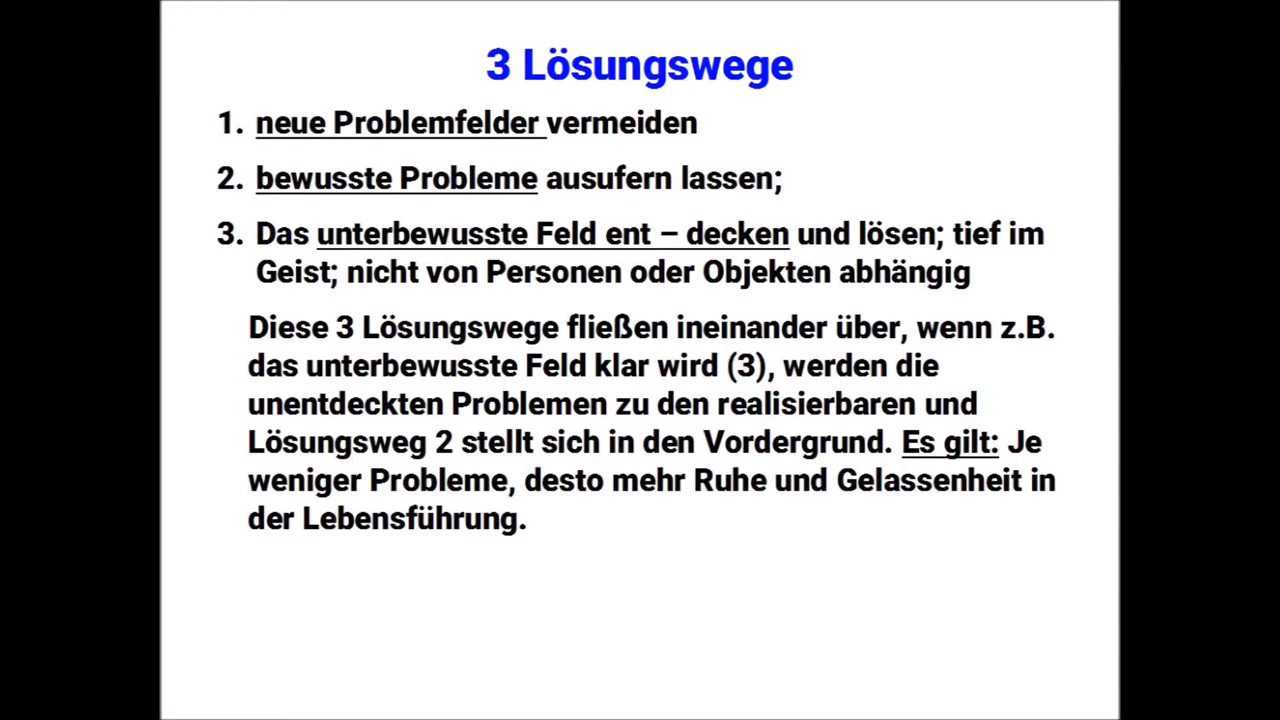 3 Lösungswege
1. neue Problemfelder vermeiden
2. bewusste Probleme ausufern lassen;
3. Das unterbewusste Feld ent – decken und lösen; tief im
Geist; nicht von Personen oder Objekten abhängig
Diese 3 Lösungswege fließen ineinander über, wenn z.B.
das unterbewusste Feld klar wird (3), werden die
unentdeckten Problemen zu den realisierbaren und
Lösungsweg 2 stellt sich in den Vordergrund. Es gilt: Je
weniger Probleme, desto mehr Ruhe und Gelassenheit in
der Lebensführung.